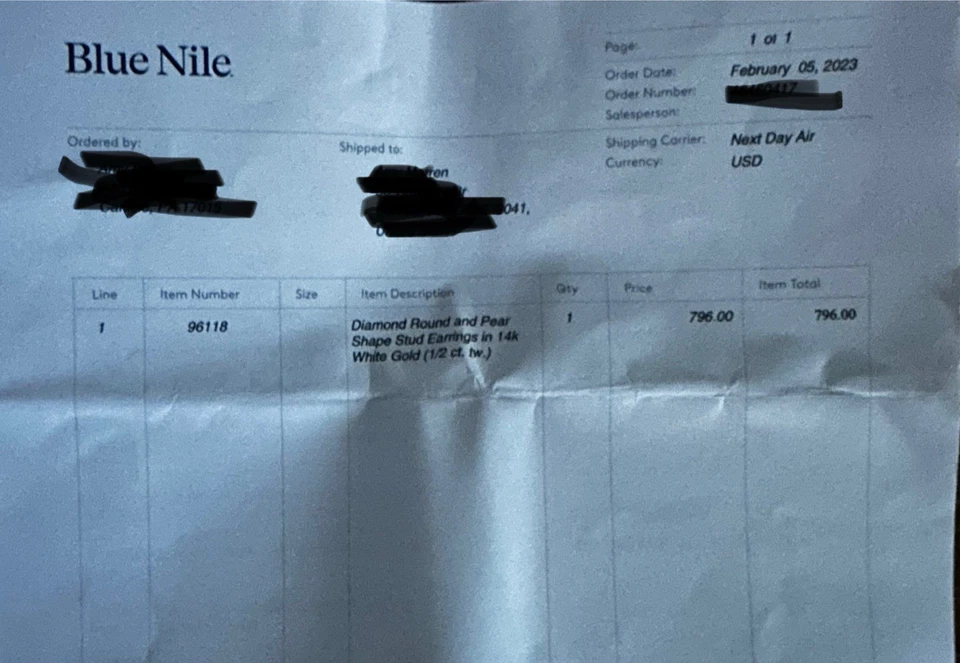 Blue Nile
Page: 1 of 1
Order Date: February 05, 2023
Order Number:
Salesperson:
Ordered by:
Shipped to:
Shipping Carrier: Next Day Air
Currency: USD
Line Item Number Size Item Description Qty Price Item Total
1 96118 Diamond Round and Pear 1 796.00 796.00
Shape Stud Earrings in 14k
White Gold (1/2 ct. tw.)